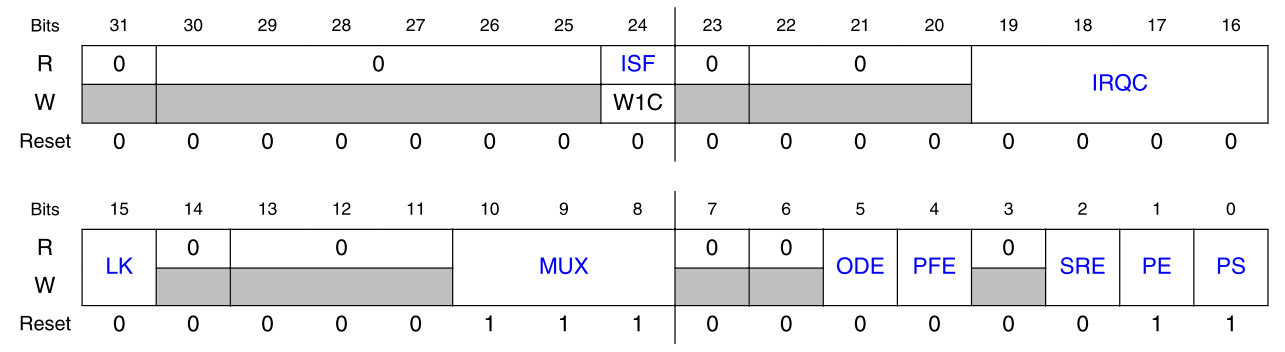 Bits 31 30 29 28 27 26 25 24 23 22 21 20 19 18 17 16
R 0 0 ISF 0 0 IRQC
W W1C
Reset 0 0 0 0 0 0 0 0 0 0 0 0 0 0 0 0
Bits 15 14 13 12 11 10 9 8 7 6 5 4 3 2 1 0
R LK 0 0 MUX 0 0 ODE PFE 0 SRE PE PS
W
Reset 0 0 0 0 0 1 1 1 0 0 0 0 0 0 1 1